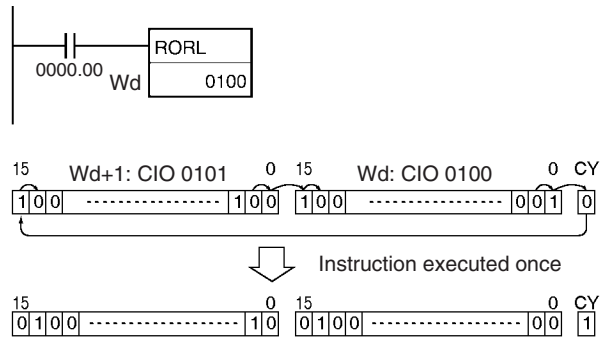 RORL
0000.00 Wd 0100
15 Wd+1: CIO 0101 0 15 Wd: CIO 0100 0 CY
1 0 0 1 0 0 1 0 0 0 0 1 0
Instruction executed once
15 0 15 0 CY
0 1 0 0 1 0 0 1 0 0 0 0 1